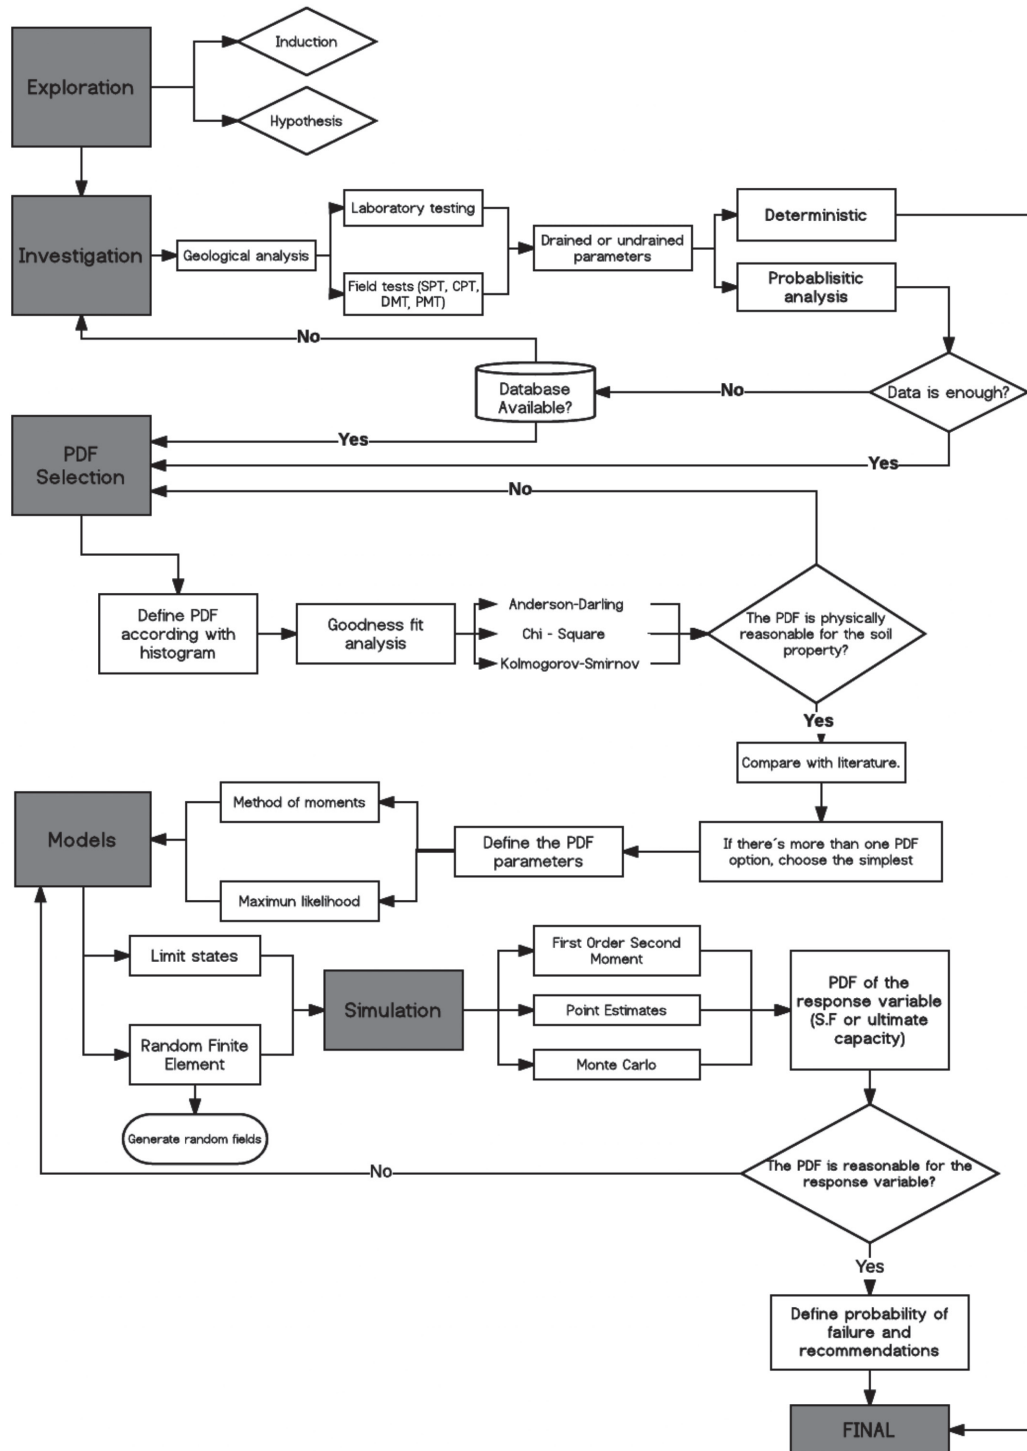 Induction
Exploration
Hypothesis
Laboratory testing
Deterministic
Investigation
Geological analysis
Drained or undrained
parameters
Field tests (SPT, CPT,
DMT, PMT)
Probablisitic
analysis
No
Database
Available?
No
Data is enough?
Yes
PDF
Selection
Yes
No
Define PDF
according with
histogram
Goodness fit
analysis
Anderson-Darling
Chi - Square
Kolmogorov-Smirnov
The PDF is physically
reasonable for the soil
property?
Yes
Compare with literature.
Method of moments
Models
Define the PDF
parameters
If there´s more than one PDF
option, choose the simplest
Maximun likelihood
Limit states
First Order Second
Moment
PDF of the
response variable
(S.F or ultimate
capacity)
Simulation
Point Estimates
Random Finite
Element
Monte Carlo
Generate random fields
No
The PDF is reasonable for the
response variable?
Yes
Define probability of
failure and
recommendations
FINAL